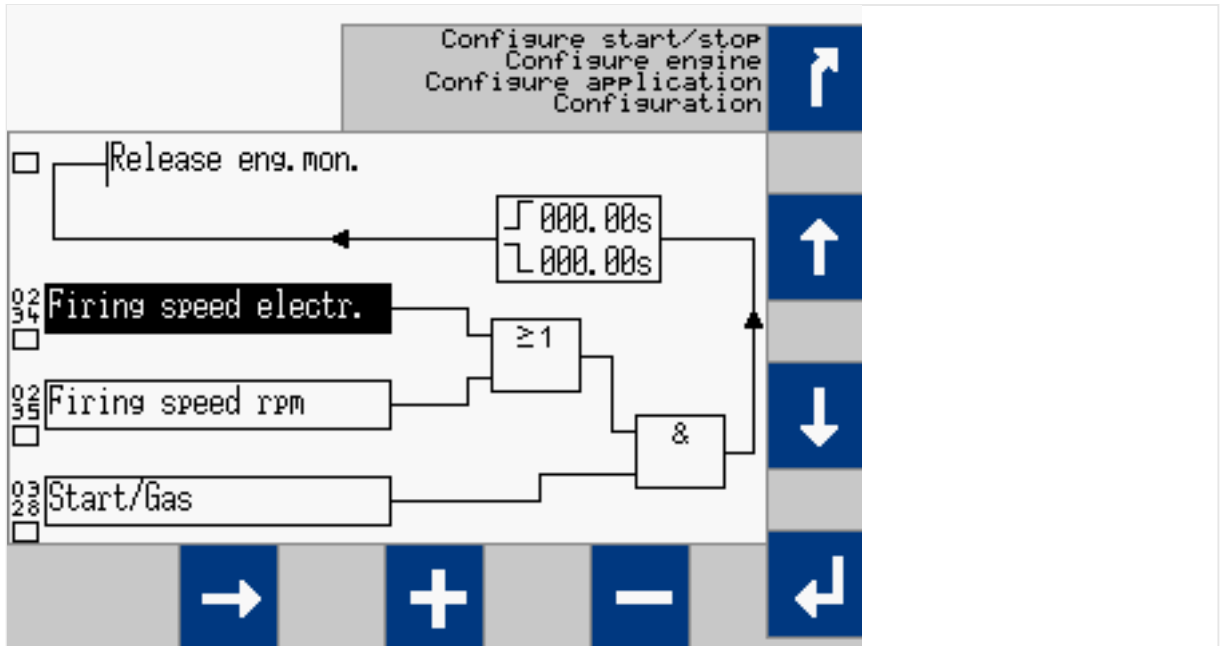 Configure start/stop
Configure engine
Configure application
Configuration
Release eng.mon.
000.00s
000.00s
02
34
Firing speed electr.
≥1
02
35
Firing speed rpm
&
03
28
Start/Gas